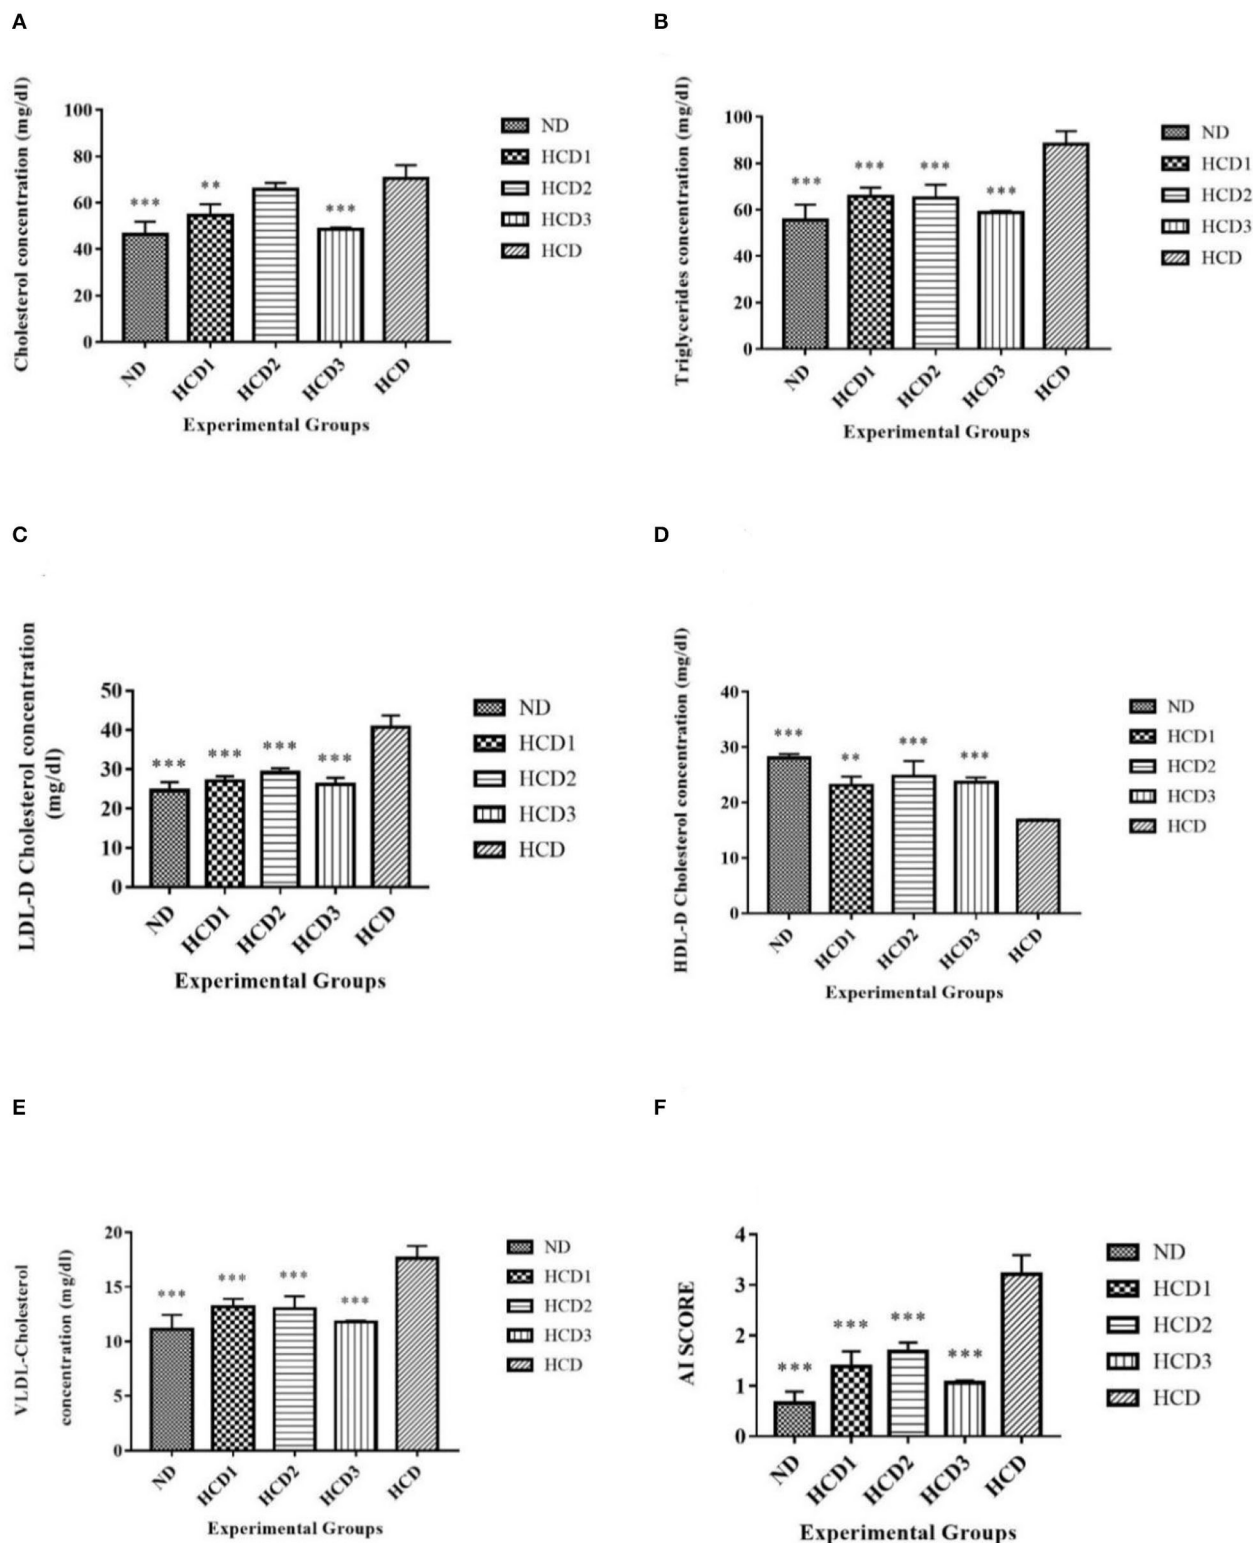 A
Cholesterol concentration (mg/dl)
100
80
60
40
20
0
***
**
***
ND
HCD1
HCD2
HCD3
HCD
Experimental Groups
ND
HCD1
HCD2
HCD3
HCD
B
Triglycerides concentration (mg/dl)
100
80
60
40
20
0
***
***
***
***
ND
HCD1
HCD2
HCD3
HCD
Experimental Groups
ND
HCD1
HCD2
HCD3
HCD
C
LDL-D Cholesterol concentration
(mg/dl)
50
40
30
20
10
0
***
***
***
***
ND
HCD1
HCD2
HCD3
HCD
Experimental Groups
ND
HCD1
HCD2
HCD3
HCD
D
HDL-D Cholesterol concentration (mg/dl)
40
30
20
10
0
***
**
***
***
ND
HCD1
HCD2
HCD3
HCD
Experimental Groups
ND
HCD1
HCD2
HCD3
HCD
E
VLDL-Cholesterol
concentration (mg/dl)
20
15
10
5
0
***
***
***
***
ND
HCD1
HCD2
HCD3
HCD
Experimental Groups
ND
HCD1
HCD2
HCD3
HCD
F
AI SCORE
4
3
2
1
0
***
***
***
***
ND
HCD1
HCD2
HCD3
HCD
Experimental Groups
ND
HCD1
HCD2
HCD3
HCD